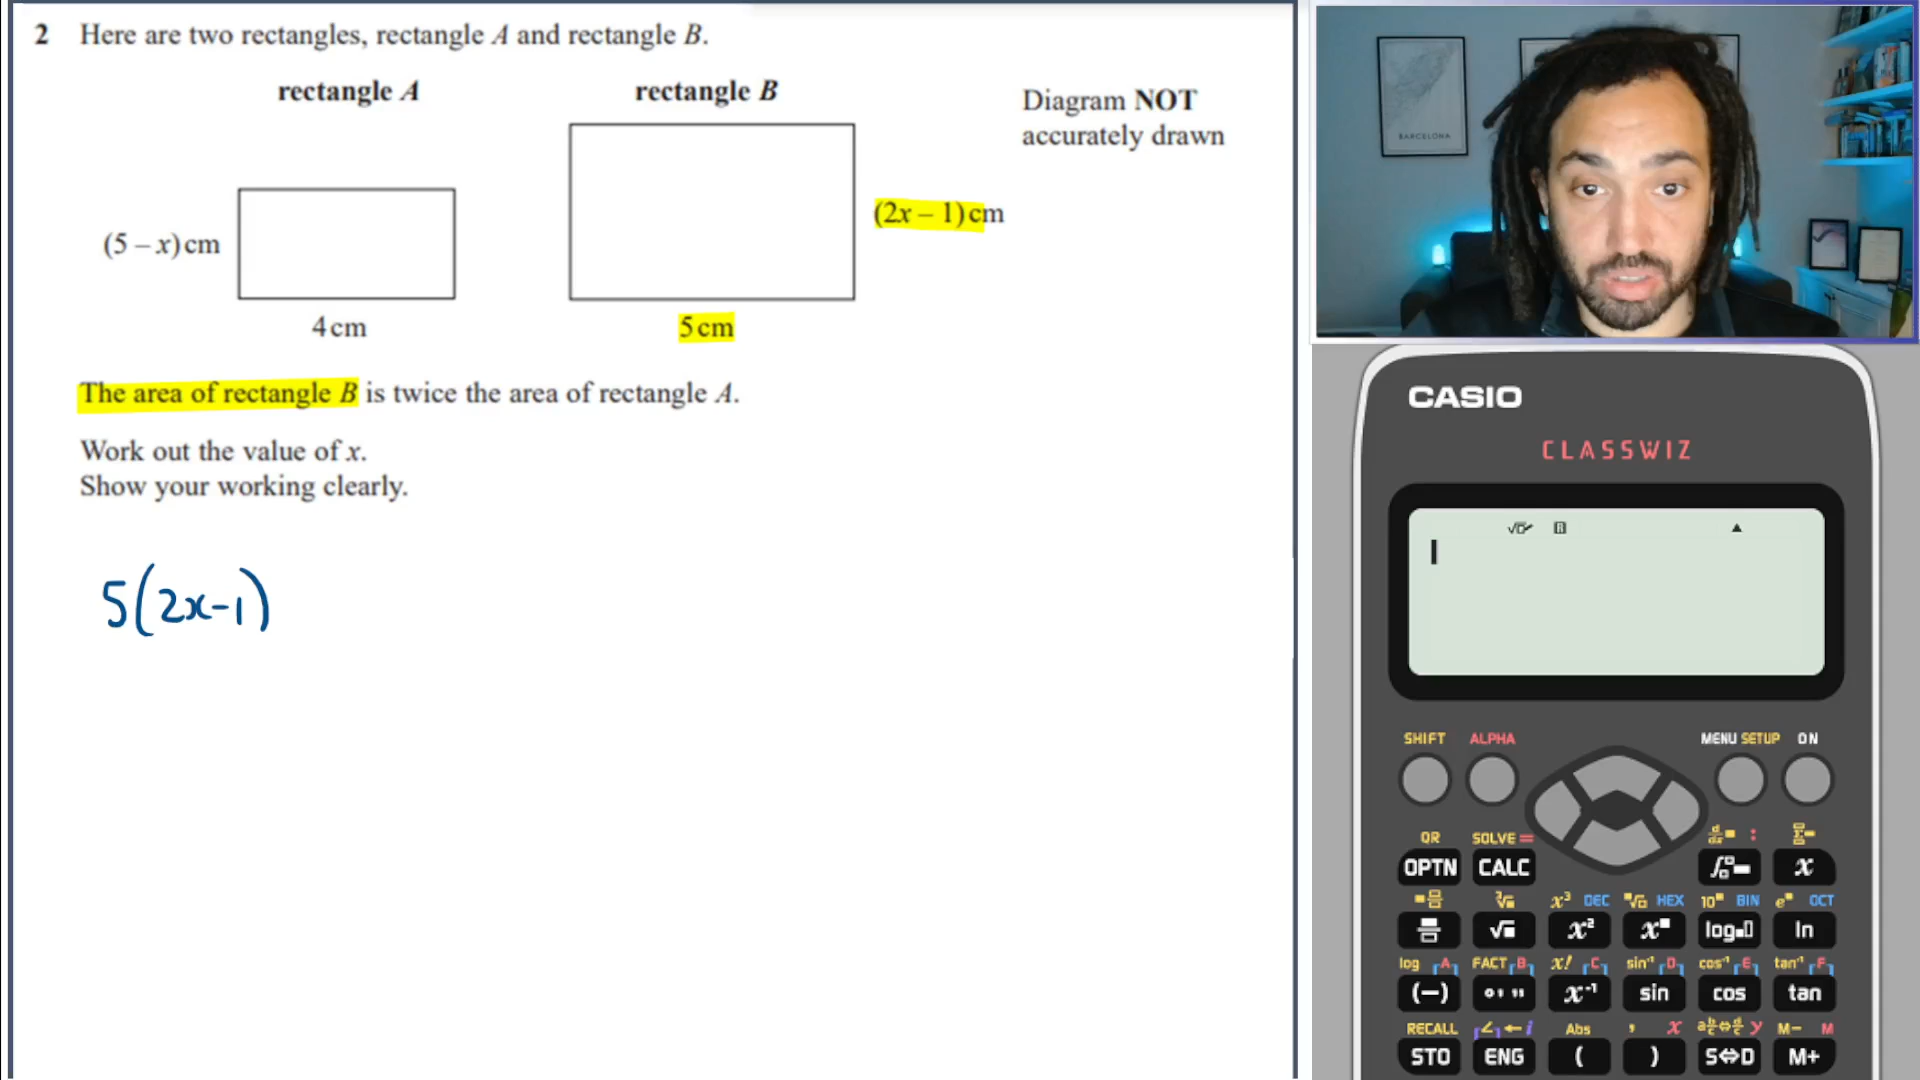 2 Here are two rectangles, rectangle A and rectangle B.
rectangle A
rectangle B
Diagram NOT
accurately drawn
(5 – x) cm
(2x – 1) cm
4 cm
5 cm
The area of rectangle B is twice the area of rectangle A.
Work out the value of x.
Show your working clearly.
5(2x-1)
BARCELONA
CASIO
CLASSWIZ
SHIFT ALPHA MENU SETUP ON
QR SOLVE = :
OPTN CALC x
x³ DEC HEX 10 BIN e OCT
x² log ln
log A FACT B x! C sin⁻¹ D cos⁻¹ E tan⁻¹ F
(−) x⁻¹ sin cos tan
RECALL ∠ ← i Abs , x y M− M
STO ENG ( ) S⇔D M+